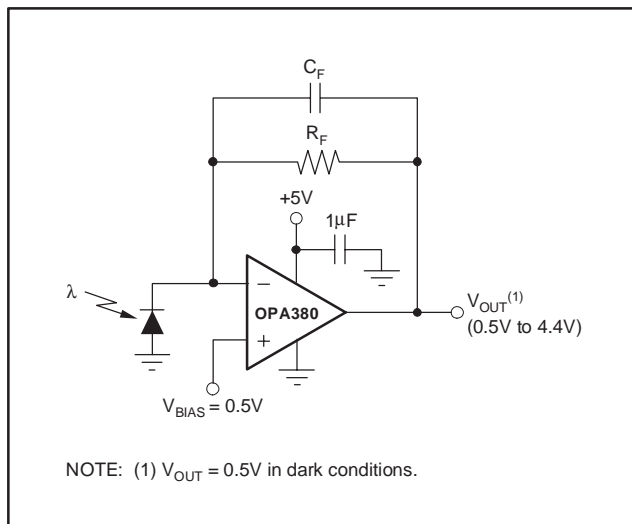 C_F
R_F
+5V
1μF
λ
−
OPA380
+
V_OUT^(1)
(0.5V to 4.4V)
V_BIAS = 0.5V
NOTE: (1) V_OUT = 0.5V in dark conditions.